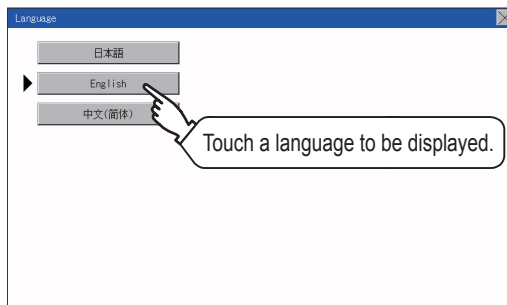 Language
日本語
English
中文(简体)
Touch a language to be displayed.